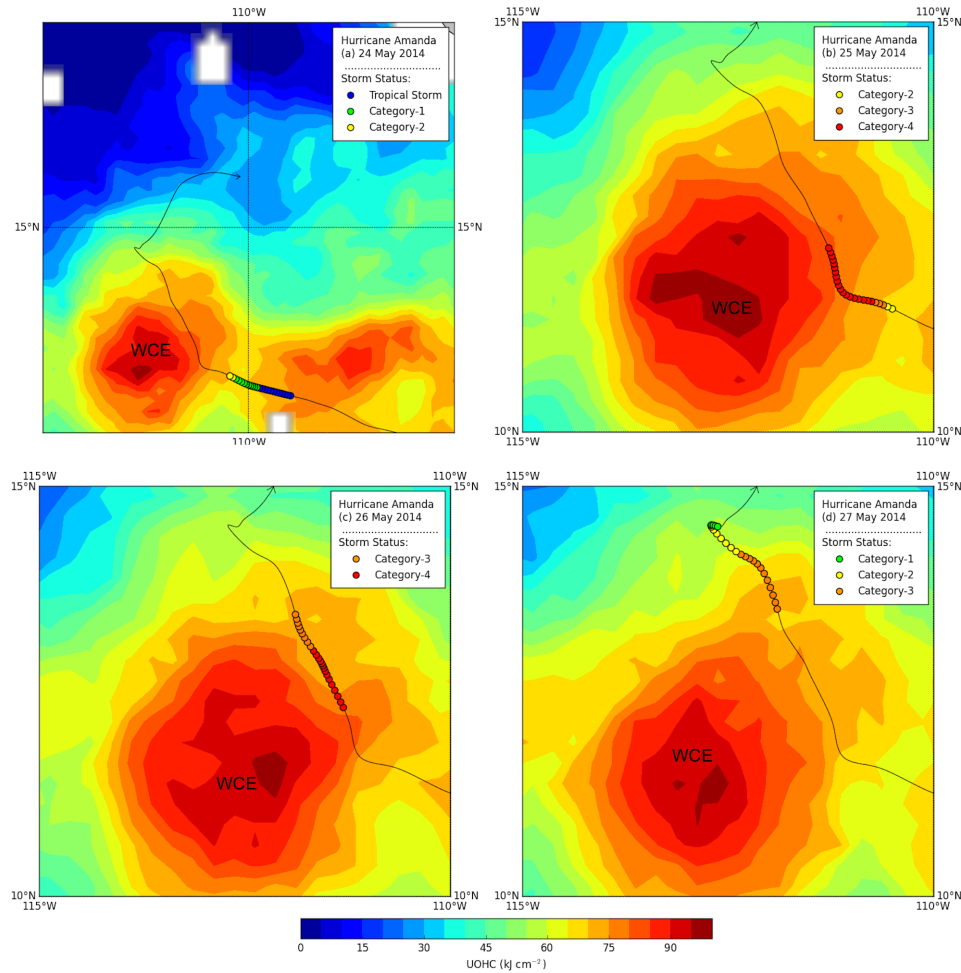 110°W
Hurricane Amanda
(a) 24 May 2014
Storm Status:
Tropical Storm
Category-1
Category-2
15°N
15°N
WCE
110°W
115°W
110°W
15°N
15°N
Hurricane Amanda
(b) 25 May 2014
Storm Status:
Category-2
Category-3
Category-4
WCE
10°N
10°N
115°W
110°W
115°W
110°W
15°N
15°N
Hurricane Amanda
(c) 26 May 2014
Storm Status:
Category-3
Category-4
WCE
10°N
10°N
115°W
110°W
115°W
110°W
15°N
15°N
Hurricane Amanda
(d) 27 May 2014
Storm Status:
Category-1
Category-2
Category-3
WCE
10°N
10°N
115°W
110°W
0 15 30 45 60 75 90
UOHC (kJ cm⁻²)